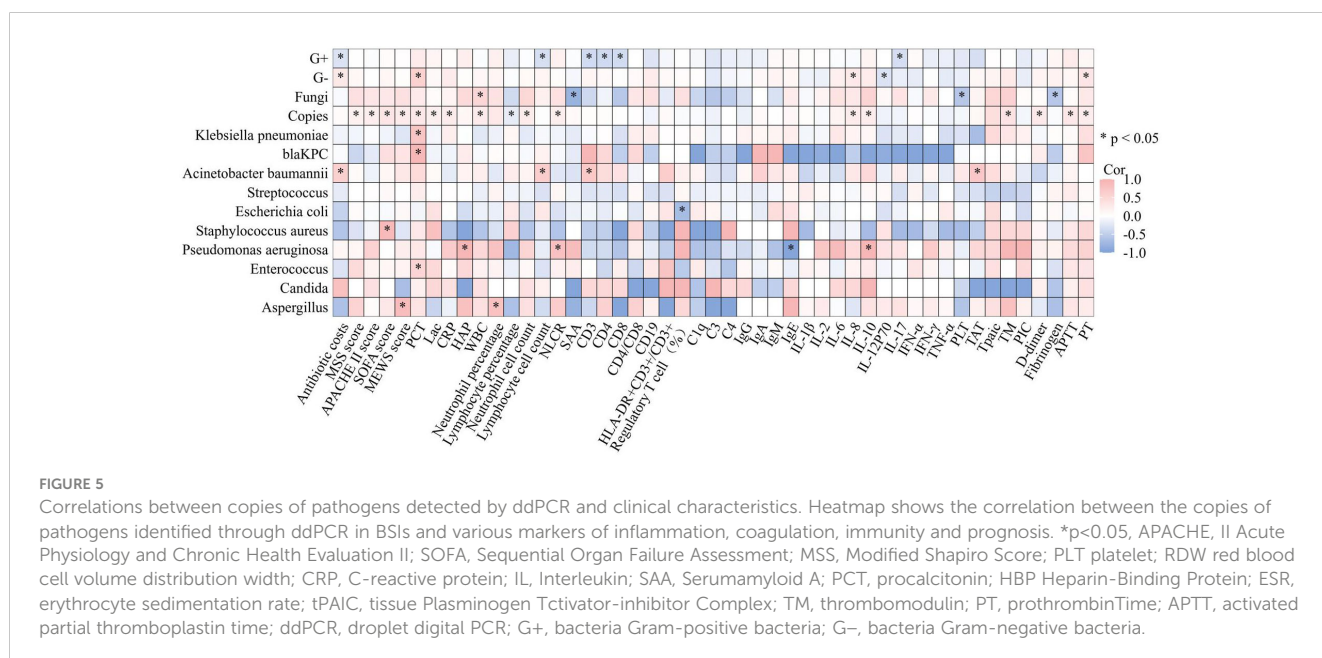 G+
G-
Fungi
Copies
Klebsiella pneumoniae
blaKPC
Acinetobacter baumannii
Streptococcus
Escherichia coli
Staphylococcus aureus
Pseudomonas aeruginosa
Enterococcus
Candida
Aspergillus
* p < 0.05
Cor
1.0
0.5
0.0
-0.5
-1.0
Antibiotic costs
MSS score
APACHE II score
SOFA score
MEWS score
PCT
Lac
CRP
HAP
WBC
Neutrophil percentage
Lymphocyte percentage
Neutrophil cell count
Lymphocyte cell count
NLCR
SAA
CD3
CD4
CD8
CD4/CD8
CD19
HLA-DR+CD3+/CD3+
Regulatory T cell (%)
C1q
C3
C4
IgG
IgA
IgM
IgE
IL-1β
IL-2
IL-6
IL-8
IL-10
IL-12P70
IL-17
IFN-α
IFN-γ
TNF-α
PLT
TAT
Tpaic
TM
PIC
D-dimer
Fibrinogen
APTT
PT
FIGURE 5
Correlations between copies of pathogens detected by ddPCR and clinical characteristics. Heatmap shows the correlation between the copies of
pathogens identified through ddPCR in BSIs and various markers of inflammation, coagulation, immunity and prognosis. *p<0.05, APACHE, II Acute
Physiology and Chronic Health Evaluation II; SOFA, Sequential Organ Failure Assessment; MSS, Modified Shapiro Score; PLT platelet; RDW red blood
cell volume distribution width; CRP, C-reactive protein; IL, Interleukin; SAA, Serumamyloid A; PCT, procalcitonin; HBP Heparin-Binding Protein; ESR,
erythrocyte sedimentation rate; tPAIC, tissue Plasminogen Tctivator-inhibitor Complex; TM, thrombomodulin; PT, prothrombinTime; APTT, activated
partial thromboplastin time; ddPCR, droplet digital PCR; G+, bacteria Gram-positive bacteria; G−, bacteria Gram-negative bacteria.